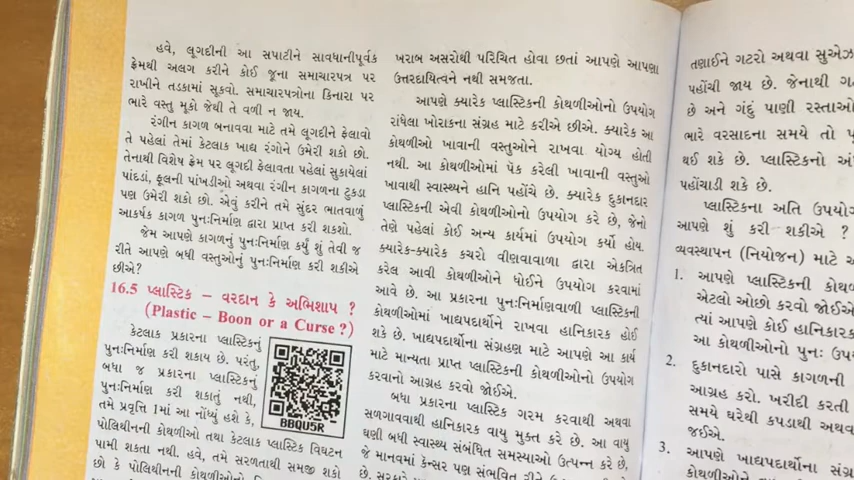 હવે, લૂગદીની આ સપાટીને સાવધાનીપૂર્વક
ફ્રેમથી અલગ કરીને કોઈ જૂના સમાચારપત્ર પર
રાખીને તડકામાં સૂકવો. સમાચારપત્રોના કિનારા પર
ભારે વસ્તુ મૂકો જેથી તે વળી ન જાય.
રંગીન કાગળ બનાવવા માટે તમે લૂગદીને ફેલાવો
તે પહેલાં તેમાં કેટલાક ખાદ્ય રંગોને ઉમેરી શકો છો.
તેનાથી વિશેષ ફ્રેમ પર લૂગદી ફેલાવતા પહેલાં સુકાયેલાં
પાંદડાં, ફૂલની પાંખડીઓ અથવા રંગીન કાગળના ટુકડા
પણ ઉમેરી શકો છો. એવું કરીને તમે સુંદર ભાતવાળું
આકર્ષક કાગળ પુનઃનિર્માણ દ્વારા પ્રાપ્ત કરી શકશો.
જેમ આપણે કાગળનું પુનઃનિર્માણ કર્યું શું તેવી જ
રીતે આપણે બધી વસ્તુઓનું પુનઃનિર્માણ કરી શકીએ
છીએ?
16.5 પ્લાસ્ટિક – વરદાન કે અભિશાપ ?
(Plastic – Boon or a Curse ?)
કેટલાક પ્રકારના પ્લાસ્ટિકનું
પુનઃનિર્માણ કરી શકાય છે. પરંતુ,
બધા જ પ્રકારના પ્લાસ્ટિકનું
પુનઃનિર્માણ કરી શકાતું નથી,
તમે પ્રવૃત્તિ 1માં આ નોંધ્યું હશે કે,
પોલિથીનની કોથળીઓ તથા કેટલાક પ્લાસ્ટિક વિઘટન
પામી શકતા નથી. હવે, તમે સરળતાથી સમજી શકો
છો કે પોલિથીનની કોથળીઓનો
BBQU5R
ખરાબ અસરોથી પરિચિત હોવા છતાં આપણે આપણા
ઉત્તરદાયિત્વને નથી સમજતા.
આપણે ક્યારેક પ્લાસ્ટિકની કોથળીઓનો ઉપયોગ
રાંધેલા ખોરાકના સંગ્રહ માટે કરીએ છીએ. ક્યારેક આ
કોથળીઓ ખાવાની વસ્તુઓને રાખવા યોગ્ય હોતી
નથી. આ કોથળીઓમાં પેક કરેલી ખાવાની વસ્તુઓ
ખાવાથી સ્વાસ્થ્યને હાનિ પહોંચે છે. ક્યારેક દુકાનદાર
પ્લાસ્ટિકની એવી કોથળીઓનો ઉપયોગ કરે છે, જેનો
તેણે પહેલાં કોઈ અન્ય કાર્યમાં ઉપયોગ કર્યો હોય.
ક્યારેક-ક્યારેક કચરો વીણવાવાળા દ્વારા એકત્રિત
કરેલ આવી કોથળીઓને ધોઈને ઉપયોગ કરવામાં
આવે છે. આ પ્રકારના પુનઃનિર્માણવાળી પ્લાસ્ટિકની
કોથળીઓમાં ખાદ્યપદાર્થોને રાખવા હાનિકારક હોઈ
શકે છે. ખાદ્યપદાર્થોના સંગ્રહણ માટે આપણે આ કાર્ય
માટે માન્યતા પ્રાપ્ત પ્લાસ્ટિકની કોથળીઓનો ઉપયોગ
કરવાનો આગ્રહ કરવો જોઈએ.
બધા પ્રકારના પ્લાસ્ટિક ગરમ કરવાથી અથવા
સળગાવવાથી હાનિકારક વાયુ મુક્ત કરે છે. આ વાયુ
ઘણી બધી સ્વાસ્થ્ય સંબંધિત સમસ્યાઓ ઉત્પન્ન કરે છે,
જે માનવમાં કૅન્સર પણ સંભવિત રીતે
છે. સરકારે
તણાઈને ગટરો અથવા સુએઝ
પહોંચી જાય છે. જેનાથી
છે અને ગંદું પાણી રસ્તાઓ
ભારે વરસાદના સમયે તો
થઈ શકે છે. પ્લાસ્ટિકનો
પહોંચાડી શકે છે.
પ્લાસ્ટિકના અતિ ઉપયો
આપણે શું કરી શકીએ ?
વ્યવસ્થાપન (નિયોજન) માટે
1. આપણે પ્લાસ્ટિકની કોથ
એટલો ઓછો કરવો જોઈએ
ત્યાં આપણે કોઈ હાનિકારક
આ કોથળીઓનો પુનઃ ઉપ
2. દુકાનદારો પાસે કાગળની
આગ્રહ કરો. ખરીદી કરતી
સમયે ઘરેથી કપડાથી અથવા
જઈએ.
3. આપણે ખાદ્યપદાર્થોના સંગ્ર
કોથળીઓને